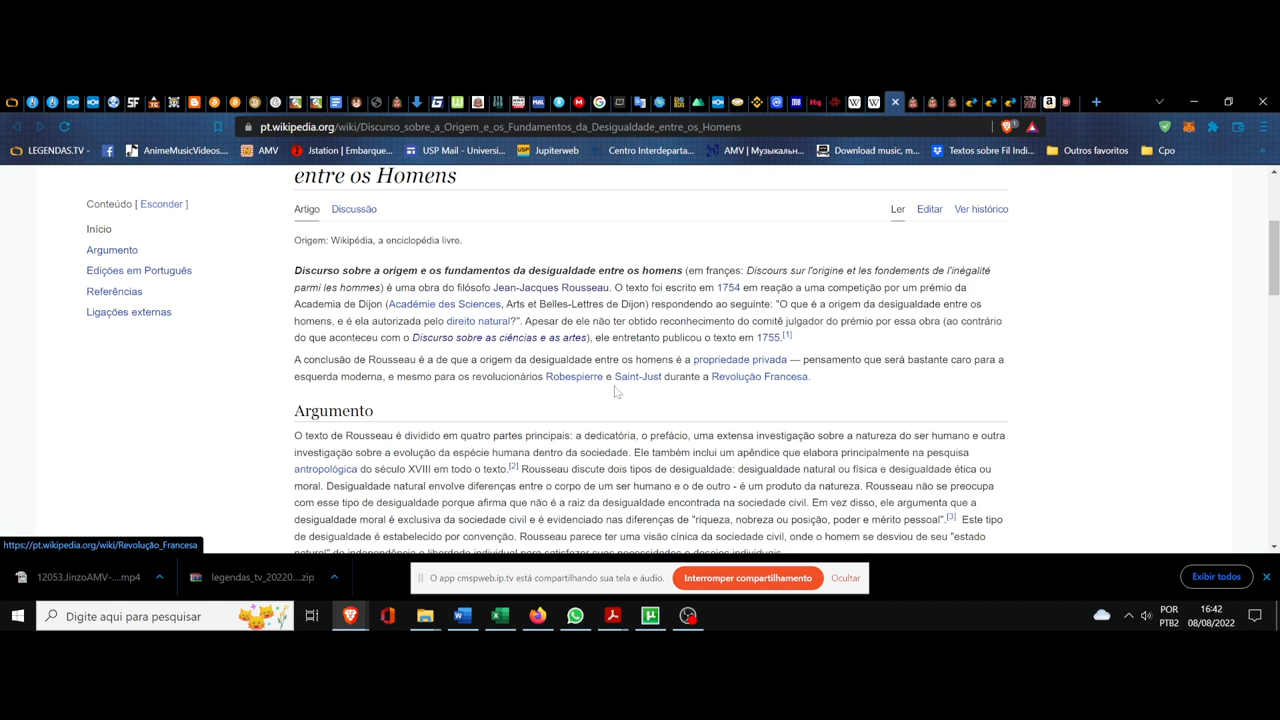 pt.wikipedia.org/wiki/Discurso_sobre_a_Origem_e_os_Fundamentos_da_Desigualdade_entre_os_Homens
LEGENDAS.TV - AnimeMusicVideos.... AMV Jstation | Embarque... USP Mail - Universi... Jupiterweb Centro Interdeparta... AMV | Музыкальн... Download music, m... Textos sobre Fil Indi... Outros favoritos Cpo
entre os Homens
Conteúdo [ Esconder ]
Início
Argumento
Edições em Português
Referências
Ligações externas
Artigo Discussão Ler Editar Ver histórico
Origem: Wikipédia, a enciclopédia livre.
Discurso sobre a origem e os fundamentos da desigualdade entre os homens (em françes: Discours sur l'origine et les fondements de l'inégalité
parmi les hommes) é uma obra do filósofo Jean-Jacques Rousseau. O texto foi escrito em 1754 em reação a uma competição por um prémio da
Academia de Dijon (Académie des Sciences, Arts et Belles-Lettres de Dijon) respondendo ao seguinte: "O que é a origem da desigualdade entre os
homens, e é ela autorizada pelo direito natural?". Apesar de ele não ter obtido reconhecimento do comitê julgador do prémio por essa obra (ao contrário
do que aconteceu com o Discurso sobre as ciências e as artes), ele entretanto publicou o texto em 1755.[1]
A conclusão de Rousseau é a de que a origem da desigualdade entre os homens é a propriedade privada — pensamento que será bastante caro para a
esquerda moderna, e mesmo para os revolucionários Robespierre e Saint-Just durante a Revolução Francesa.
Argumento
O texto de Rousseau é dividido em quatro partes principais: a dedicatória, o prefácio, uma extensa investigação sobre a natureza do ser humano e outra
investigação sobre a evolução da espécie humana dentro da sociedade. Ele também inclui um apêndice que elabora principalmente na pesquisa
antropológica do século XVIII em todo o texto.[2] Rousseau discute dois tipos de desigualdade: desigualdade natural ou física e desigualdade ética ou
moral. Desigualdade natural envolve diferenças entre o corpo de um ser humano e o de outro - é um produto da natureza. Rousseau não se preocupa
com esse tipo de desigualdade porque afirma que não é a raiz da desigualdade encontrada na sociedade civil. Em vez disso, ele argumenta que a
desigualdade moral é exclusiva da sociedade civil e é evidenciado nas diferenças de "riqueza, nobreza ou posição, poder e mérito pessoal".[3] Este tipo
de desigualdade é estabelecido por convenção. Rousseau parece ter uma visão cínica da sociedade civil, onde o homem se desviou de seu "estado
natural" de independência e liberdade individual para satisfazer suas necessidades e desejos individuais.
https://pt.wikipedia.org/wiki/Revolução_Francesa
12053.JinzoAMV-....mp4 legendas_tv_20220....zip O app cmspweb.ip.tv está compartilhando sua tela e áudio. Interromper compartilhamento Ocultar Exibir todos
Digite aqui para pesquisar
POR
PTB2
16:42
08/08/2022